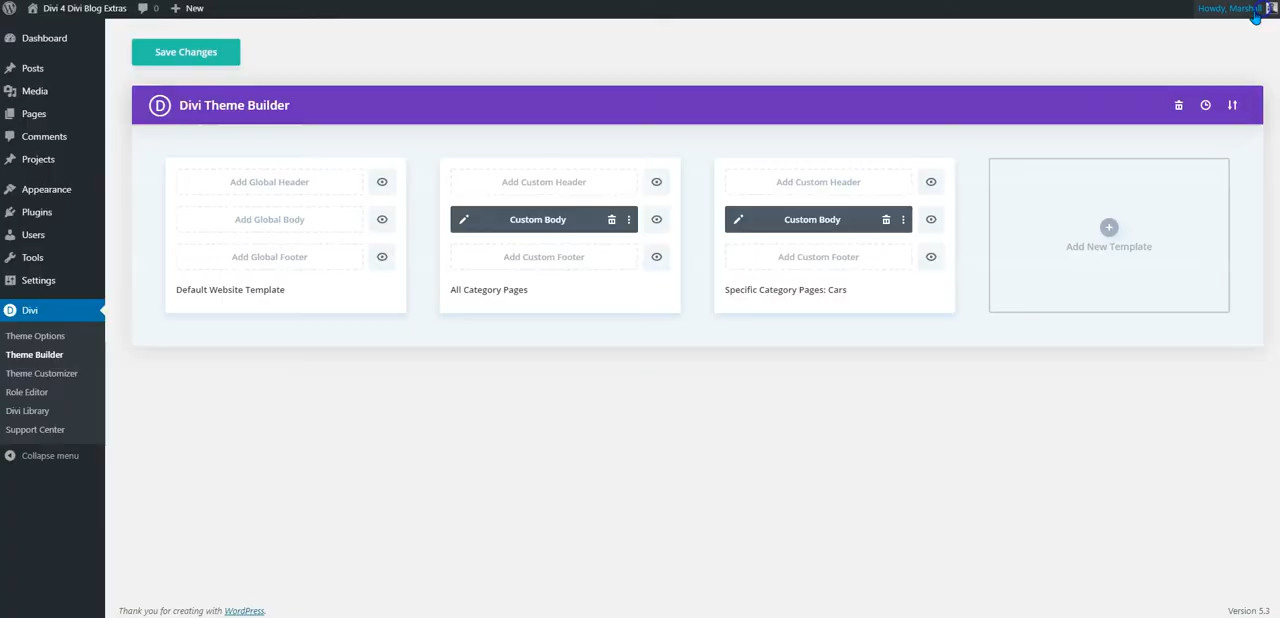 Divi 4 Divi Blog Extras
0
New
Howdy, Marshall
Dashboard
Posts
Media
Pages
Comments
Projects
Appearance
Plugins
Users
Tools
Settings
Divi
Theme Options
Theme Builder
Theme Customizer
Role Editor
Divi Library
Support Center
Collapse menu
Save Changes
D Divi Theme Builder
Add Global Header
Add Global Body
Add Global Footer
Default Website Template
Add Custom Header
Custom Body
Add Custom Footer
All Category Pages
Add Custom Header
Custom Body
Add Custom Footer
Specific Category Pages: Cars
Add New Template
Thank you for creating with WordPress.
Version 5.3